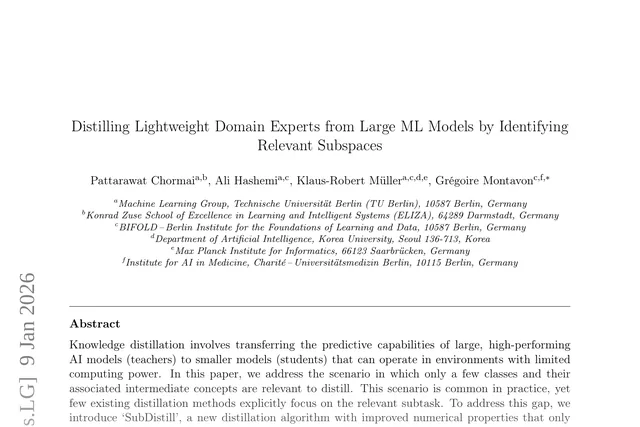 Distilling Lightweight Domain Experts from Large ML Models by Identifying
Relevant Subspaces
Pattarawat Chormaiᵃ,ᵇ, Ali Hashemiᵃ,ᶜ, Klaus-Robert Müllerᵃ,ᶜ,ᵈ,ᵉ, Grégoire Montavonᶜ,ᶠ,∗
ᵃMachine Learning Group, Technische Universität Berlin (TU Berlin), 10587 Berlin, Germany
ᵇKonrad Zuse School of Excellence in Learning and Intelligent Systems (ELIZA), 64289 Darmstadt, Germany
ᶜBIFOLD – Berlin Institute for the Foundations of Learning and Data, 10587 Berlin, Germany
ᵈDepartment of Artificial Intelligence, Korea University, Seoul 136-713, Korea
ᵉMax Planck Institute for Informatics, 66123 Saarbrücken, Germany
ᶠInstitute for AI in Medicine, Charité – Universitätsmedizin Berlin, 10115 Berlin, Germany
Abstract
Knowledge distillation involves transferring the predictive capabilities of large, high-performing
AI models (teachers) to smaller models (students) that can operate in environments with limited
computing power. In this paper, we address the scenario in which only a few classes and their
associated intermediate concepts are relevant to distill. This scenario is common in practice, yet
few existing distillation methods explicitly focus on the relevant subtask. To address this gap, we
introduce ‘SubDistill’, a new distillation algorithm with improved numerical properties that only
s.LG] 9 Jan 2026